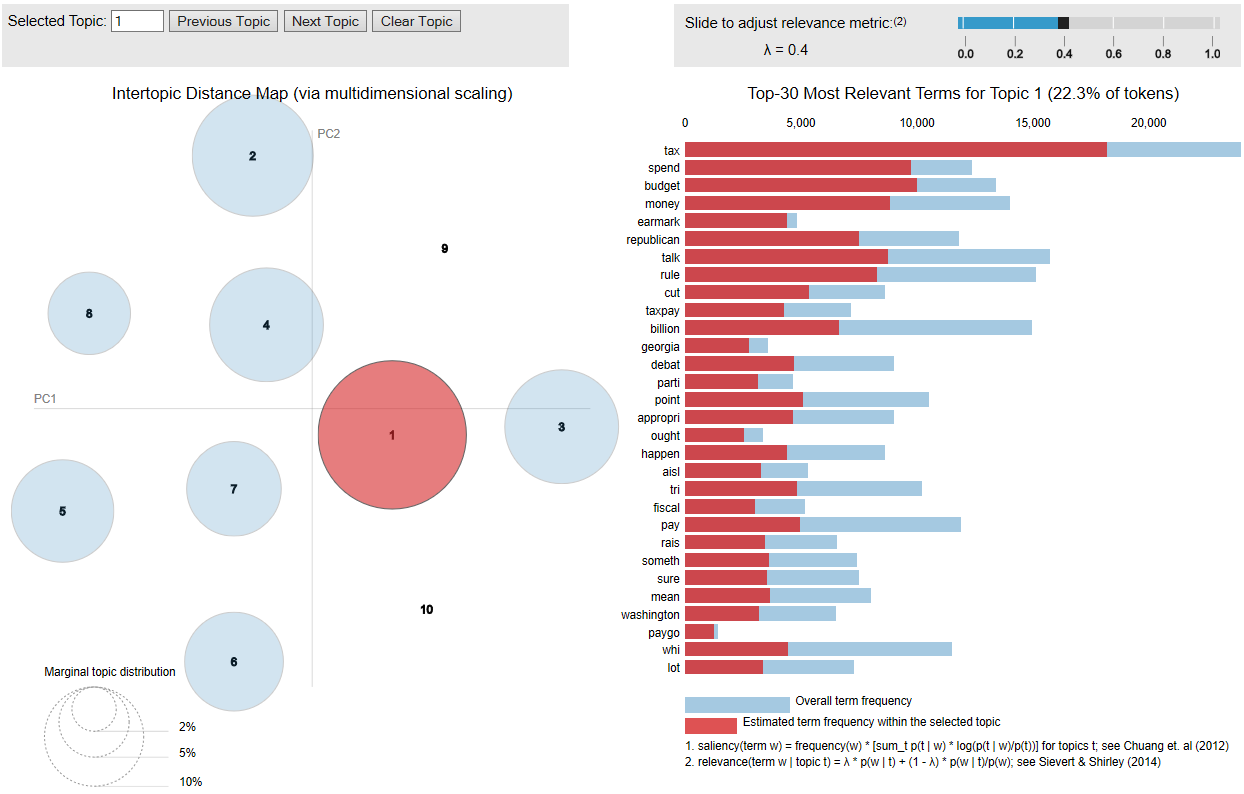 Selected Topic: 1 Previous Topic Next Topic Clear Topic
Slide to adjust relevance metric:(2)
λ = 0.4
0.0 0.2 0.4 0.6 0.8 1.0
Intertopic Distance Map (via multidimensional scaling)
PC2
2
9
8
4
PC1
1
3
7
5
10
6
Marginal topic distribution
2%
5%
10%
Top-30 Most Relevant Terms for Topic 1 (22.3% of tokens)
0 5,000 10,000 15,000 20,000
tax
spend
budget
money
earmark
republican
talk
rule
cut
taxpay
billion
georgia
debat
parti
point
appropri
ought
happen
aisl
tri
fiscal
pay
rais
someth
sure
mean
washington
paygo
whi
lot
Overall term frequency
Estimated term frequency within the selected topic
1. saliency(term w) = frequency(w) * [sum_t p(t | w) * log(p(t | w)/p(t))] for topics t; see Chuang et. al (2012)
2. relevance(term w | topic t) = λ * p(w | t) + (1 - λ) * p(w | t)/p(w); see Sievert & Shirley (2014)